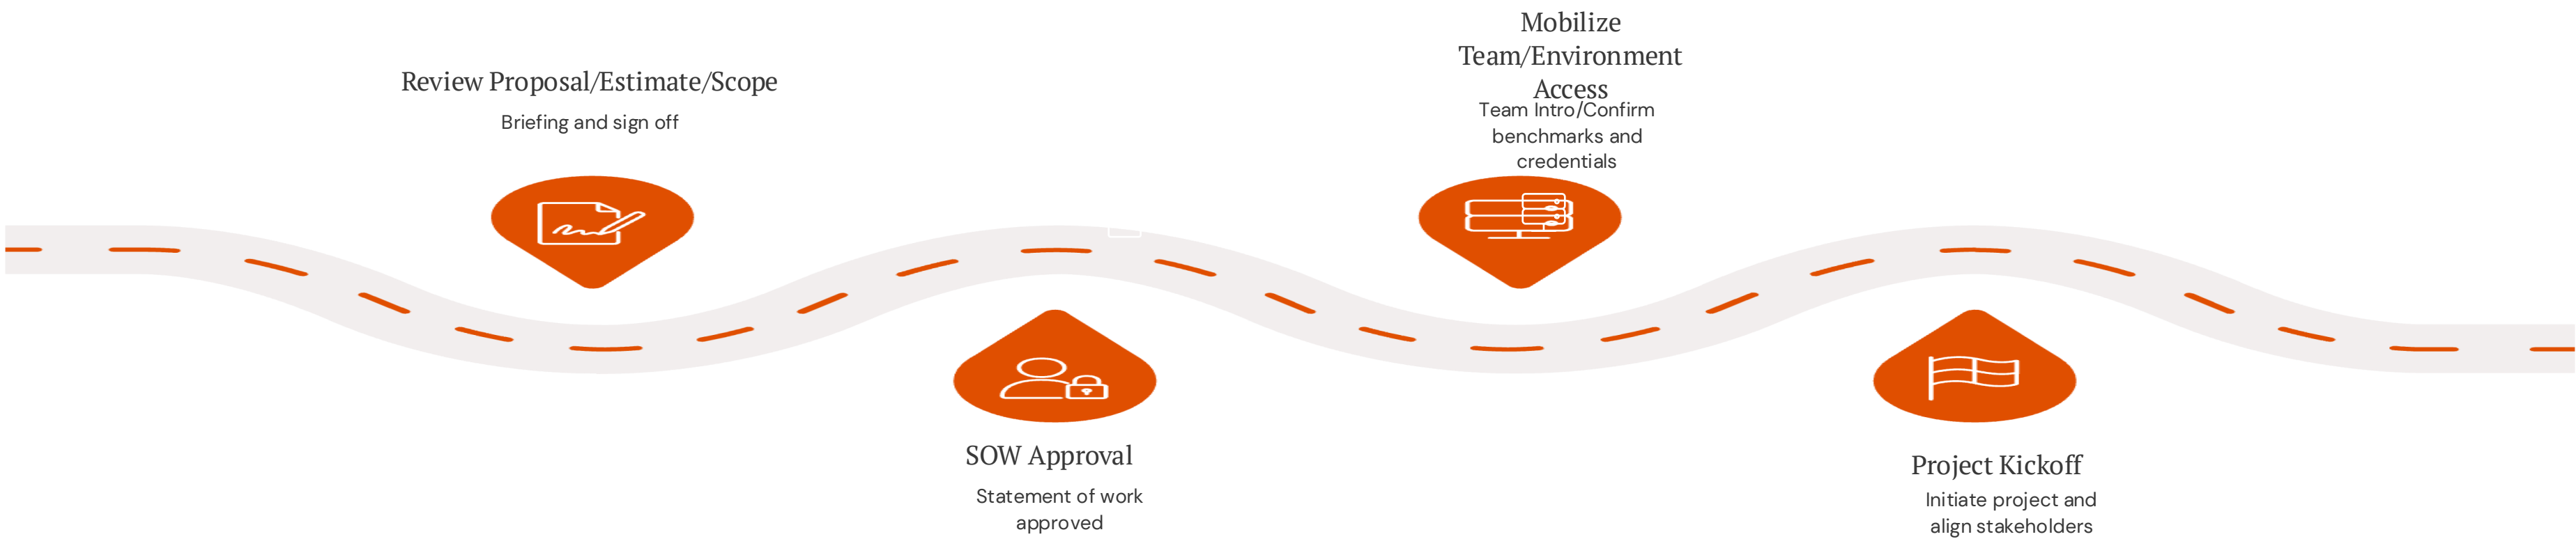 Review Proposal/Estimate/Scope
Briefing and sign off
SOW Approval
Statement of work
approved
Mobilize
Team/Environment
Access
Team Intro/Confirm
benchmarks and
credentials
Project Kickoff
Initiate project and
align stakeholders